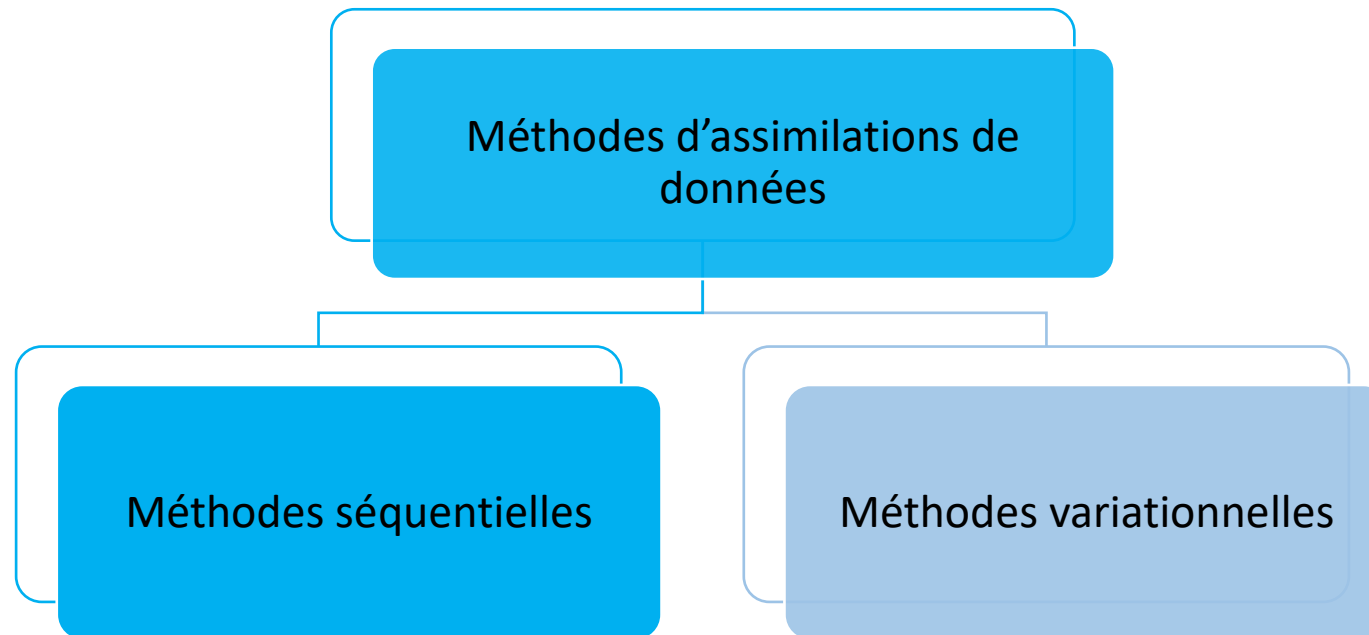 Méthodes d’assimilations de
données
Méthodes séquentielles
Méthodes variationnelles